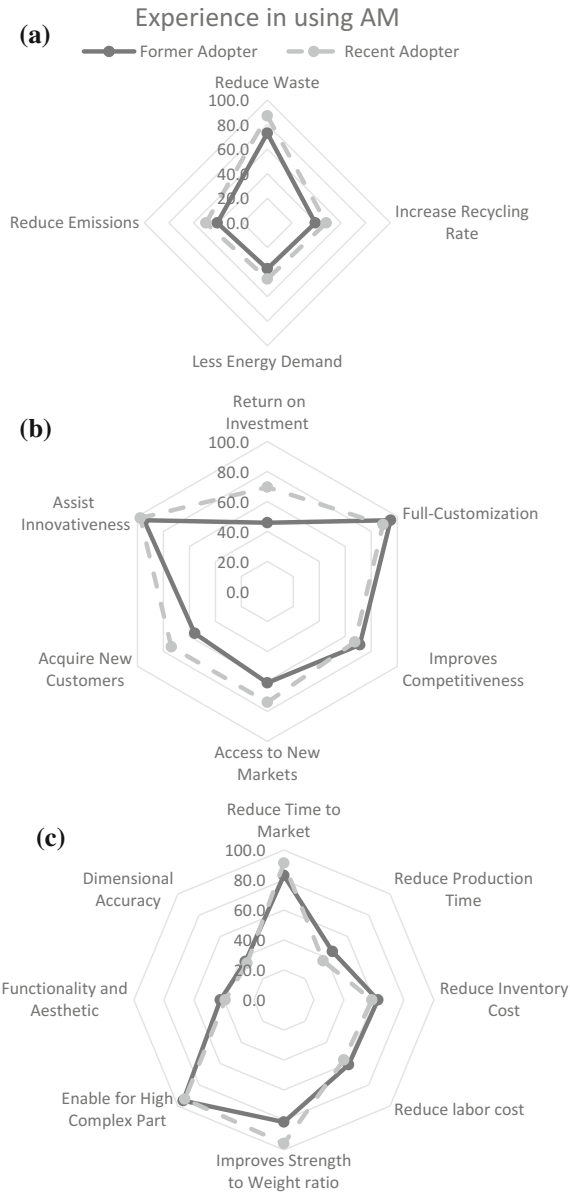 Experience in using AM
(a)
Former Adopter
Recent Adopter
Reduce Waste
100.0
80.0
60.0
40.0
20.0
0.0
Reduce Emissions
Increase Recycling
Rate
Less Energy Demand
(b)
Return on
Investment
100.0
80.0
60.0
40.0
20.0
0.0
Assist
Innovativeness
Full-Customization
Acquire New
Customers
Improves
Competitiveness
Access to New
Markets
(c)
Reduce Time to
Market
100.0
80.0
60.0
40.0
20.0
0.0
Dimensional
Accuracy
Reduce Production
Time
Functionality and
Aesthetic
Reduce Inventory
Cost
Enable for High
Complex Part
Reduce labor cost
Improves Strength
to Weight ratio